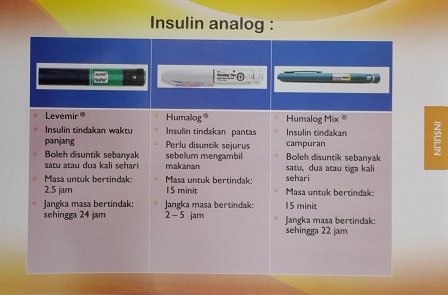 Insulin analog :
Levemir ®
Insulin tindakan waktu
panjang
Boleh disuntik sebanyak
satu atau dua kali sehari
Masa untuk bertindak:
2.5 jam
Jangka masa bertindak:
sehingga 24 jam
Humalog ®
Insulin tindakan pantas
Perlu disuntik sejurus
sebelum mengambil
makanan
Masa untuk bertindak:
15 minit
Jangka masa bertindak:
2 – 5 jam
Humalog Mix ®
Insulin tindakan
campuran
Boleh disuntik sebanyak
satu, dua atau tiga kali
sehari
Masa untuk bertindak:
15 minit
Jangka masa bertindak:
sehingga 22 jam
INSULIN